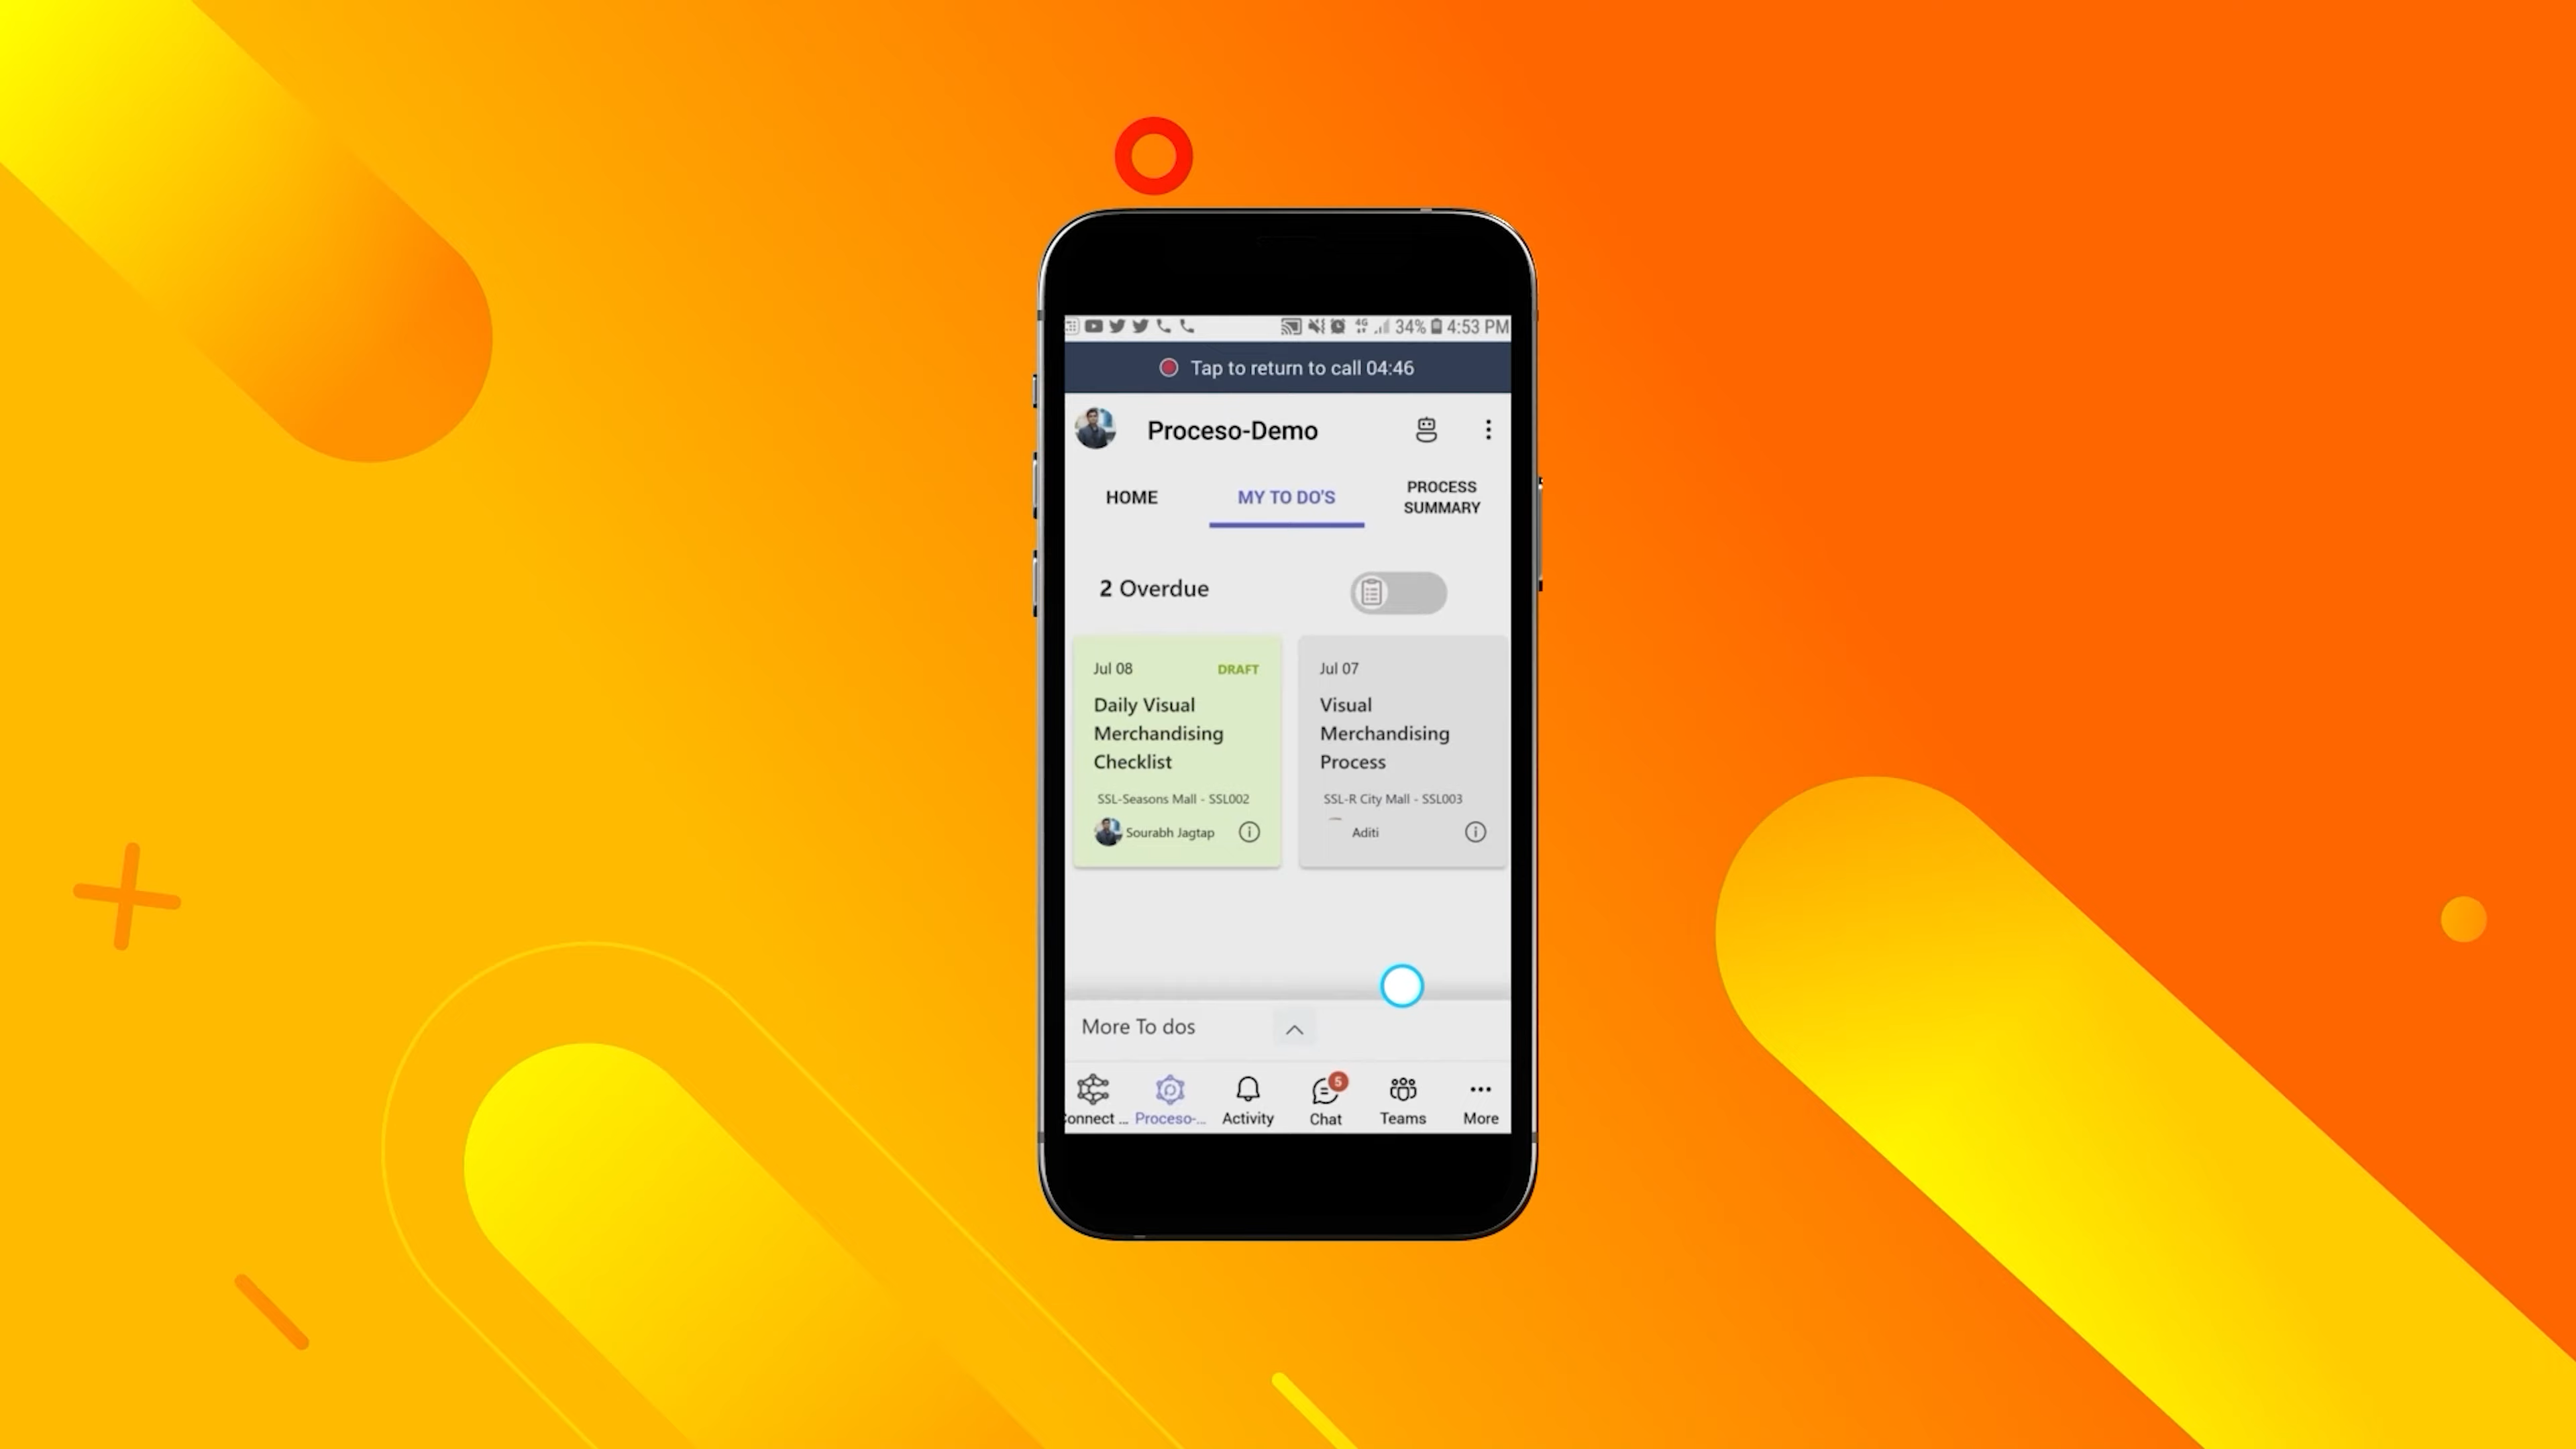 4G 34% 4:53 PM
Tap to return to call 04:46
Proceso-Demo
HOME
MY TO DO'S
PROCESS
SUMMARY
2 Overdue
Jul 08 DRAFT
Daily Visual
Merchandising
Checklist
SSL-Seasons Mall - SSL002
Sourabh Jagtap
Jul 07
Visual
Merchandising
Process
SSL-R City Mall - SSL003
Aditi
More To dos
onnect ...
Proceso-...
Activity
5
Chat
Teams
More